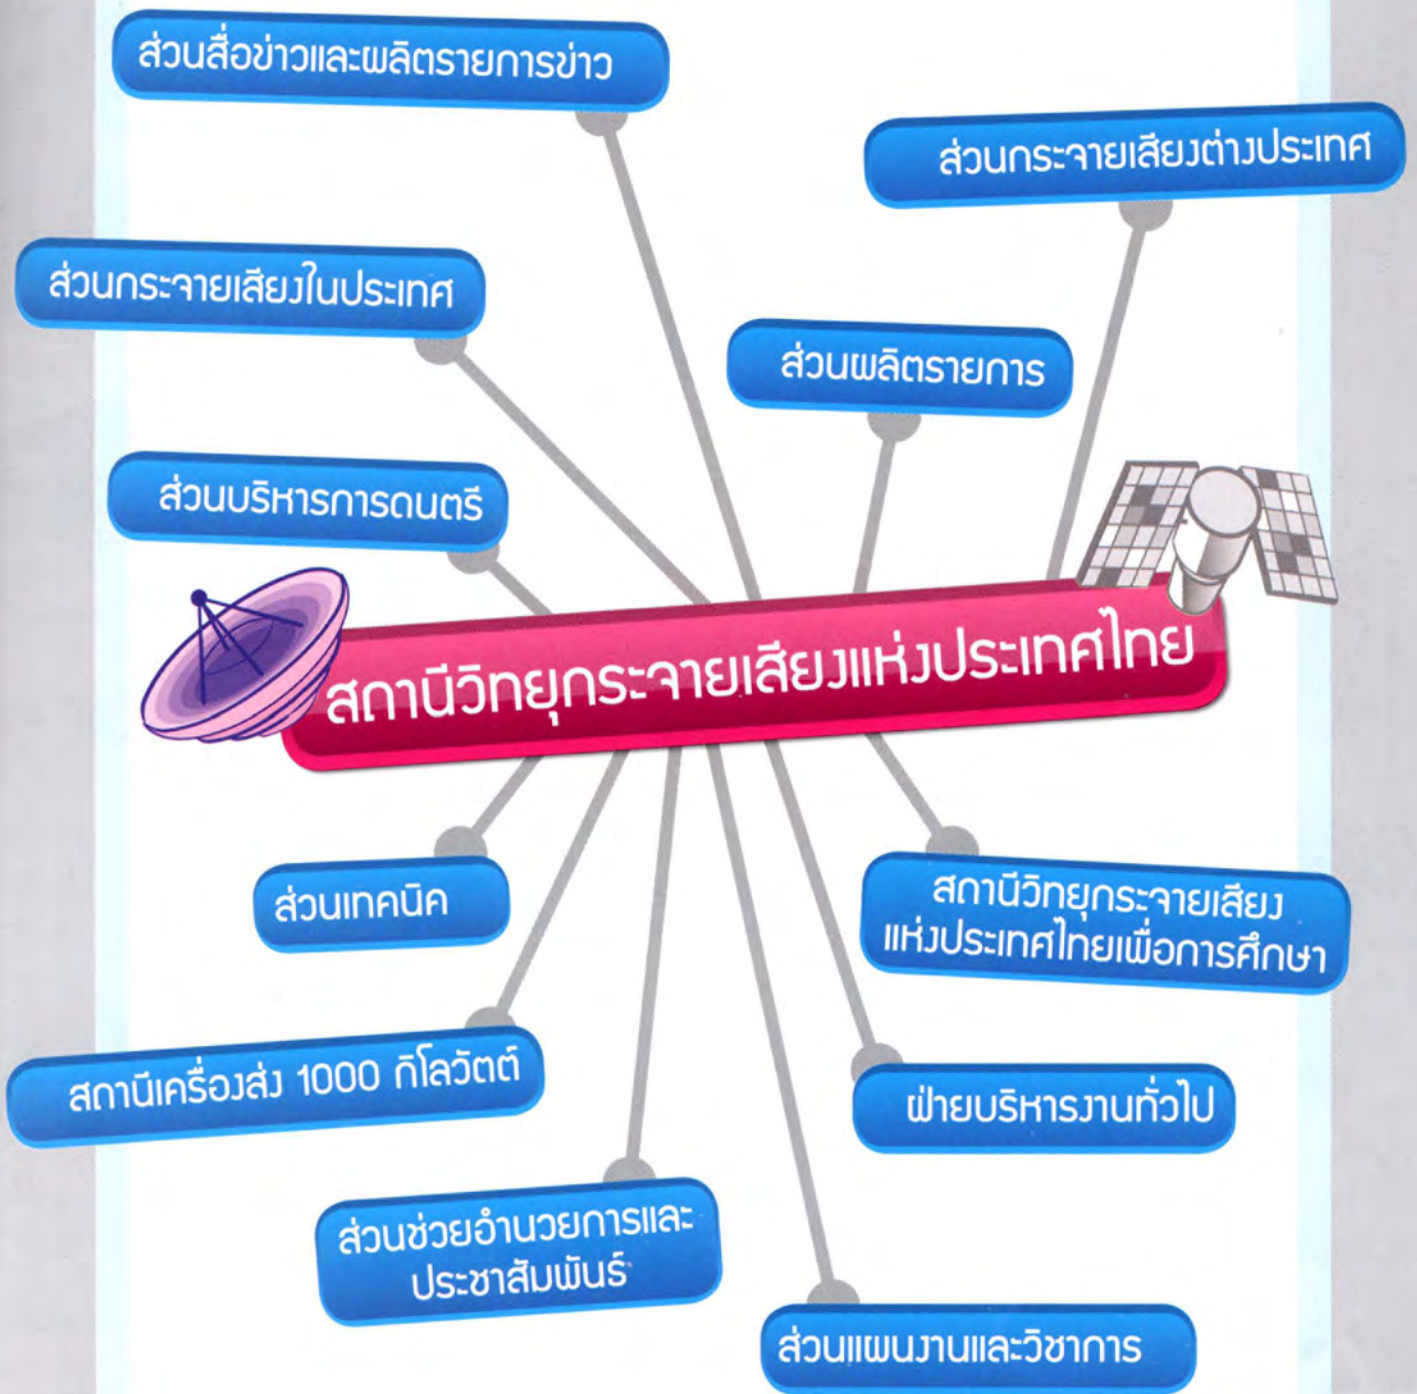 ส่วนสื่อข่าวและผลิตรายการข่าว
ส่วนกระจายเสียงต่างประเทศ
ส่วนกระจายเสียงในประเทศ
ส่วนผลิตรายการ
ส่วนบริหารการดนตรี
สถานีวิทยุกระจายเสียงแห่งประเทศไทย
ส่วนเทคนิค
สถานีวิทยุกระจายเสียง
แห่งประเทศไทยเพื่อการศึกษา
สถานีเครื่องส่ง 1000 กิโลวัตต์
ฝ่ายบริหารงานทั่วไป
ส่วนช่วยอำนวยการและ
ประชาสัมพันธ์
ส่วนแผนงานและวิชาการ